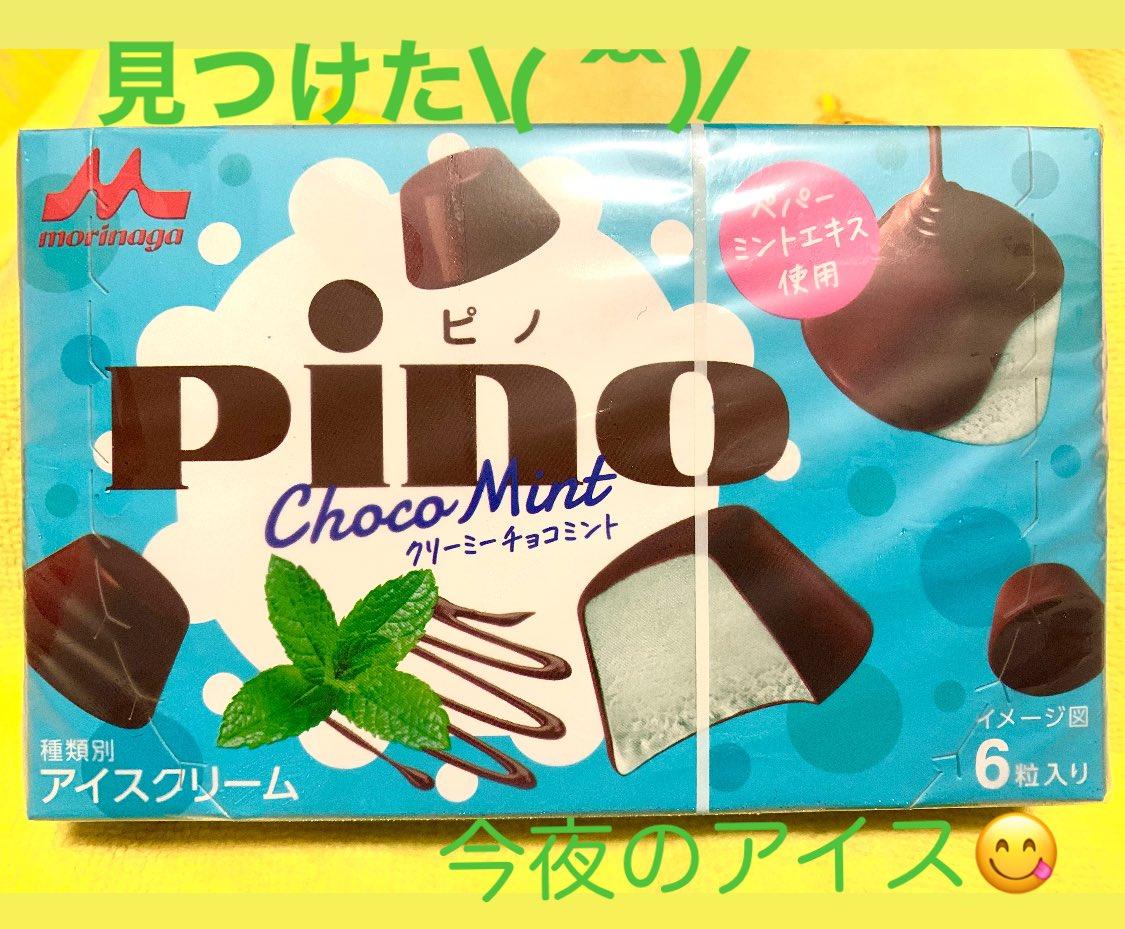 見つけた\( ˆˆ )/
morinaga
ペパー
ミントエキス
使用
ピノ
pino
Choco Mint
クリーミーチョコミント
種類別
アイスクリーム
イメージ図
6粒入り
今夜のアイス😋